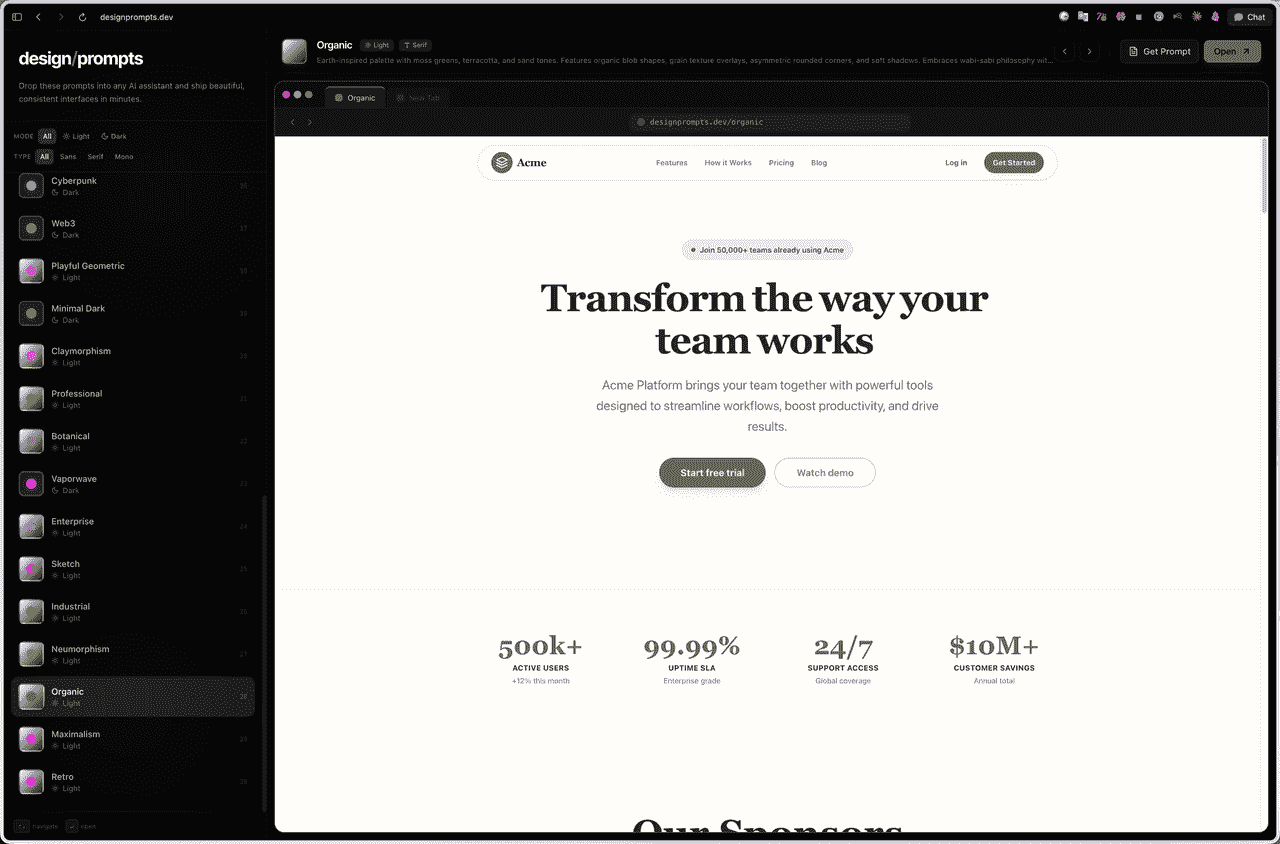 designprompts.dev
Chat
design/prompts
Drop these prompts into any AI assistant and ship beautiful,
consistent interfaces in minutes.
MODE All Light Dark
TYPE All Sans Serif Mono
Cyberpunk
Dark
Web3
Dark
17
Playful Geometric
Light
Minimal Dark
Dark
Claymorphism
Light
Professional
Light
21
Botanical
Light
22
Vaporwave
Dark
23
Enterprise
Light
24
Sketch
Light
25
Industrial
Light
Neumorphism
Light
27
Organic
Light
28
Maximalism
Light
29
Retro
Light
navigate open
Organic Light Serif
Earth-inspired palette with moss greens, terracotta, and sand tones. Features organic blob shapes, grain texture overlays, asymmetric rounded corners, and soft shadows. Embraces wabi-sabi philosophy wit...
Get Prompt
Open
Organic
New Tab
designprompts.dev/organic
Acme
Features How it Works Pricing Blog
Log in
Get Started
Join 50,000+ teams already using Acme
Transform the way your
team works
Acme Platform brings your team together with powerful tools
designed to streamline workflows, boost productivity, and drive
results.
Start free trial
Watch demo
500k+
ACTIVE USERS
+12% this month
99.99%
UPTIME SLA
Enterprise grade
24/7
SUPPORT ACCESS
Global coverage
$10M+
CUSTOMER SAVINGS
Annual total
Our Sponsors